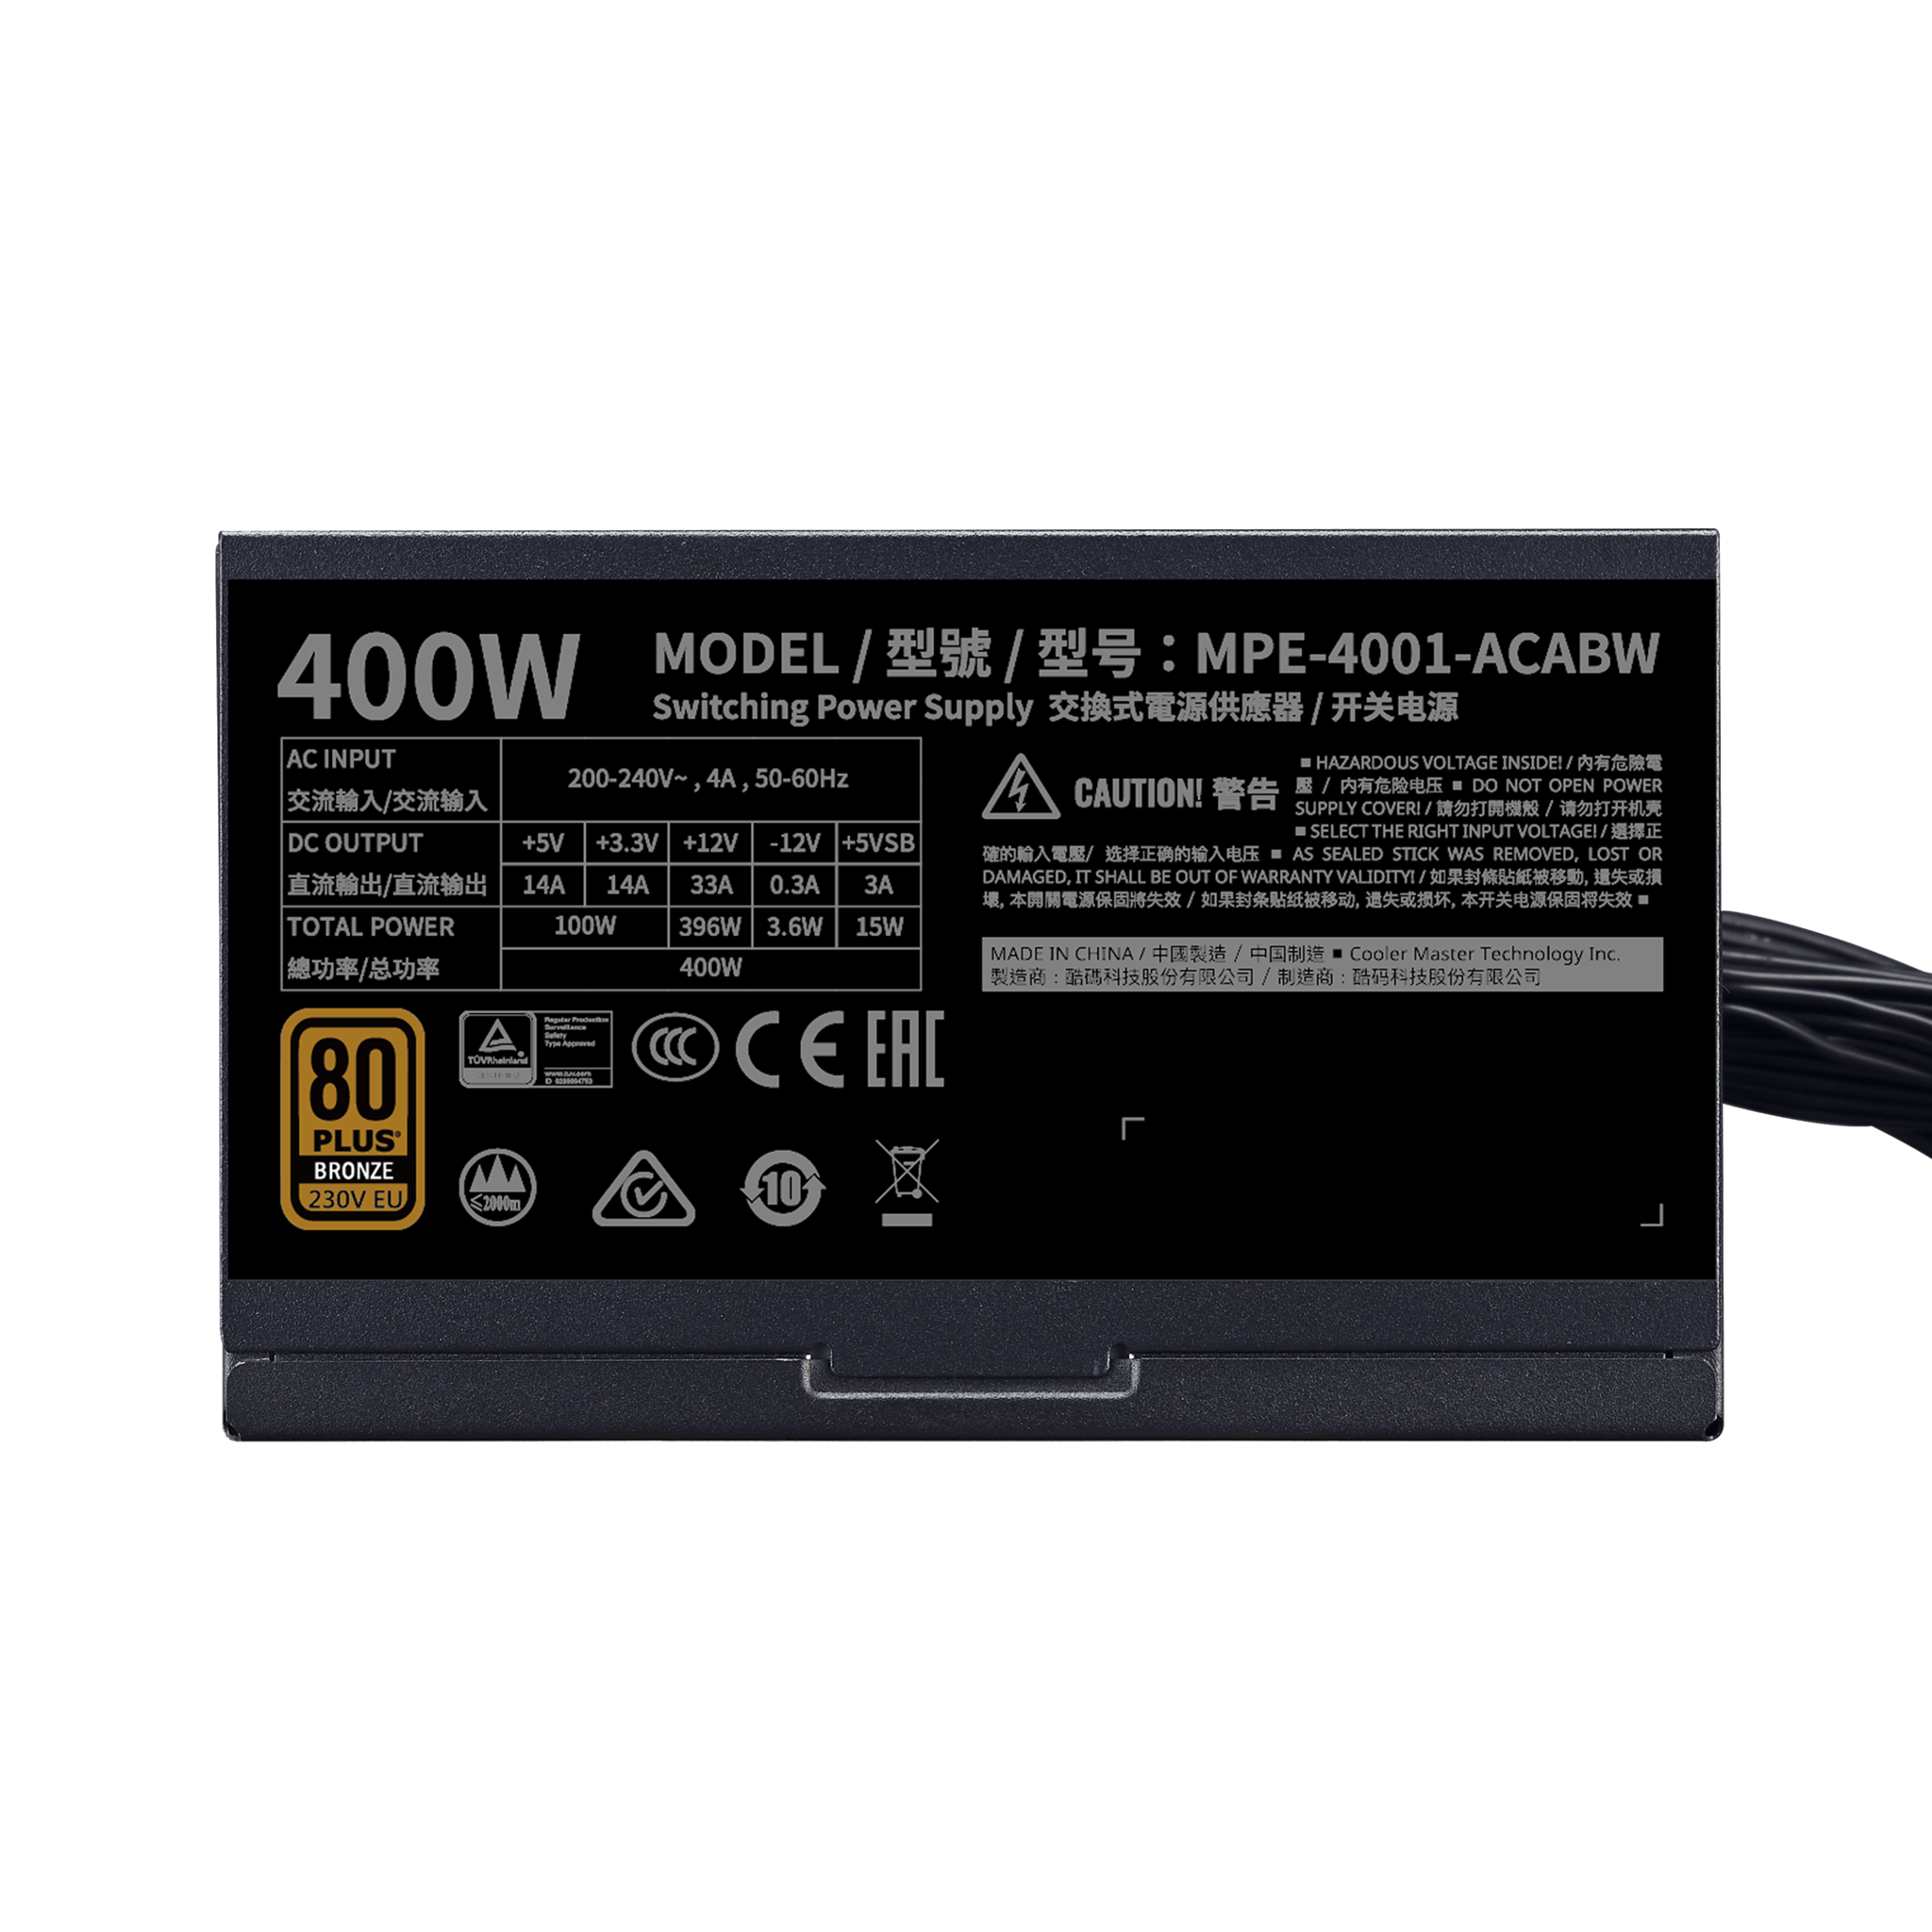 400W
MODEL / 型號 / 型号：MPE-4001-ACABW
Switching Power Supply 交換式電源供應器 / 开关电源
AC INPUT
交流輸入/交流输入
200-240V~ , 4A , 50-60Hz
DC OUTPUT +5V +3.3V +12V -12V +5VSB
直流輸出/直流输出 14A 14A 33A 0.3A 3A
TOTAL POWER 100W 396W 3.6W 15W
總功率/总功率 400W
CAUTION! 警告
■ HAZARDOUS VOLTAGE INSIDE! / 內有危險電
壓 / 内有危险电压 ■ DO NOT OPEN POWER
SUPPLY COVER! / 請勿打開機殼 / 请勿打开机壳
■ SELECT THE RIGHT INPUT VOLTAGE! / 選擇正
確的輸入電壓/ 选择正确的输入电压 ■ AS SEALED STICK WAS REMOVED, LOST OR
DAMAGED, IT SHALL BE OUT OF WARRANTY VALIDITY! / 如果封條貼紙被移動, 遺失或損
壞, 本開關電源保固將失效 / 如果封条贴纸被移动, 遗失或损坏, 本开关电源保固将失效 ■
MADE IN CHINA / 中國製造 / 中国制造 ■ Cooler Master Technology Inc.
製造商：酷碼科技股份有限公司 / 制造商：酷码科技股份有限公司
80
PLUS®
BRONZE
230V EU
TÜVRheinland®
Regular Production
Surveillance
Safety
Type Approved
www.tuv.com
CCC
CE
EAC
≤2000m
10